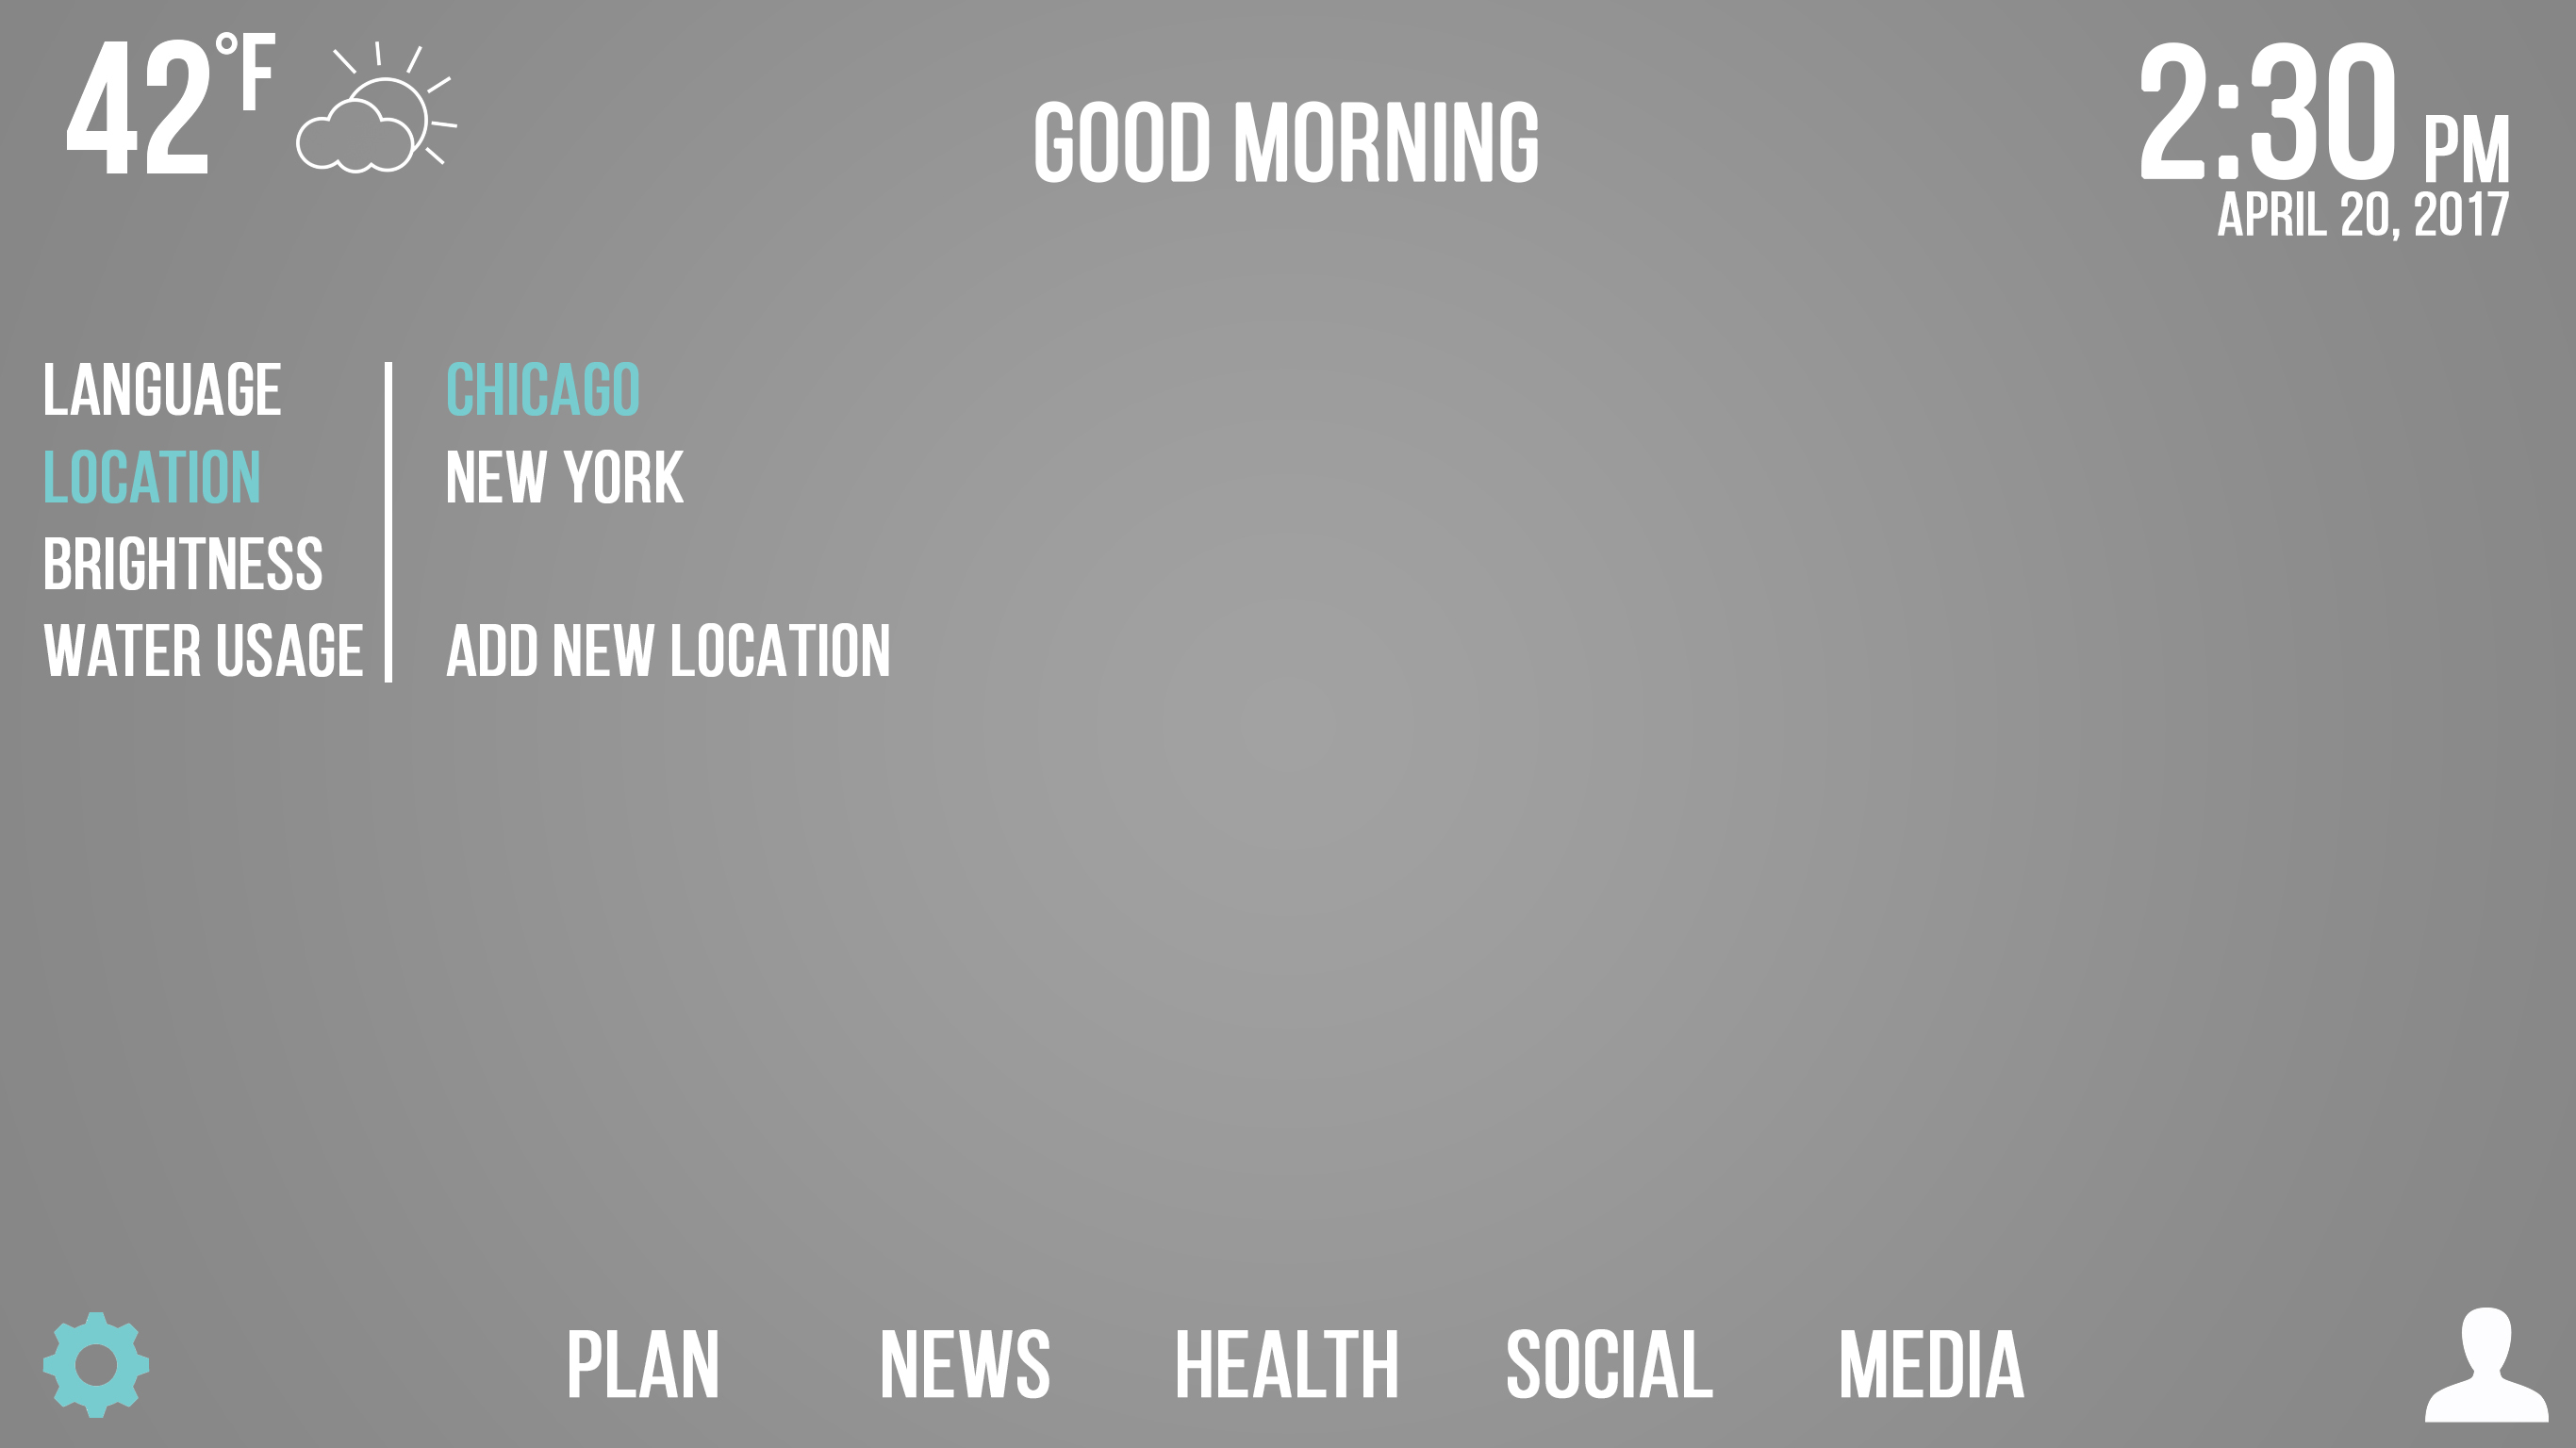 42°F
GOOD MORNING
2:30 PM
APRIL 20, 2017
LANGUAGE
LOCATION
BRIGHTNESS
WATER USAGE
CHICAGO
NEW YORK
ADD NEW LOCATION
PLAN
NEWS
HEALTH
SOCIAL
MEDIA